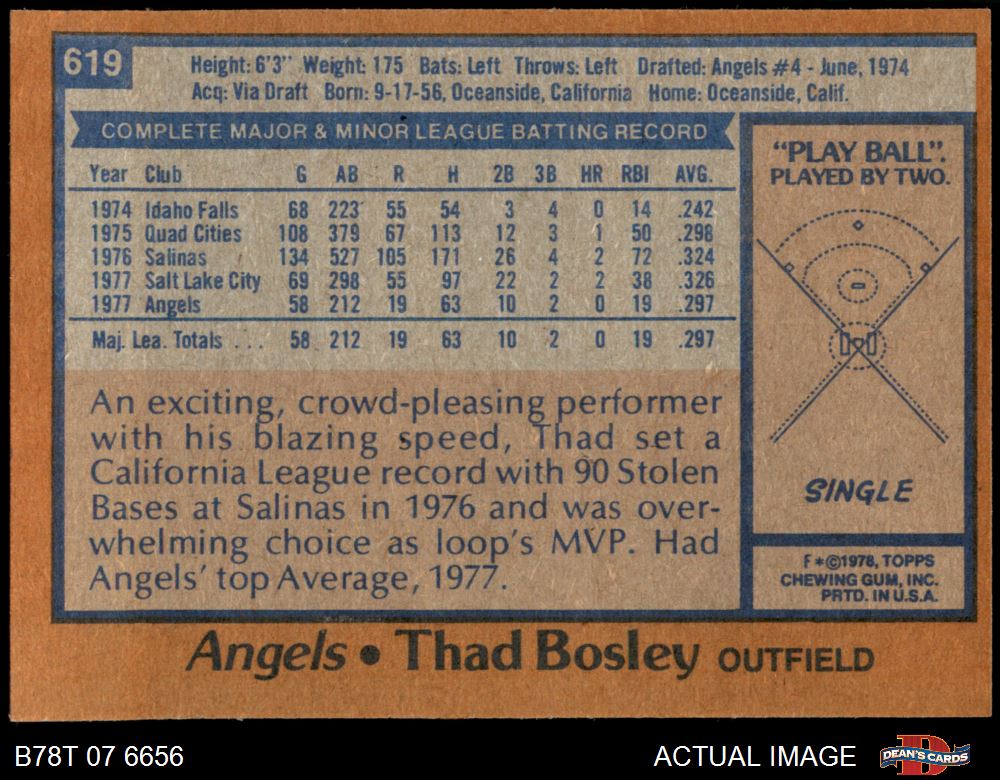 619
Height: 6'3" Weight: 175 Bats: Left Throws: Left Drafted: Angels #4 - June, 1974
Acq: Via Draft Born: 9-17-56, Oceanside, California Home: Oceanside, Calif.
COMPLETE MAJOR & MINOR LEAGUE BATTING RECORD
Year Club G AB R H 2B 3B HR RBI AVG.
1974 Idaho Falls 68 223 55 54 3 4 0 14 .242
1975 Quad Cities 108 379 67 113 12 3 1 50 .298
1976 Salinas 134 527 105 171 26 4 2 72 .324
1977 Salt Lake City 69 298 55 97 22 2 2 38 .326
1977 Angels 58 212 19 63 10 2 0 19 .297
Maj. Lea. Totals . . . 58 212 19 63 10 2 0 19 .297
An exciting, crowd-pleasing performer
with his blazing speed, Thad set a
California League record with 90 Stolen
Bases at Salinas in 1976 and was over-
whelming choice as loop's MVP. Had
Angels' top Average, 1977.
"PLAY BALL".
PLAYED BY TWO.
SINGLE
F*©1978, TOPPS
CHEWING GUM, INC.
PRTD. IN U.S.A.
Angels • Thad Bosley OUTFIELD
B78T 07 6656
ACTUAL IMAGE
D
DEAN'S CARDS